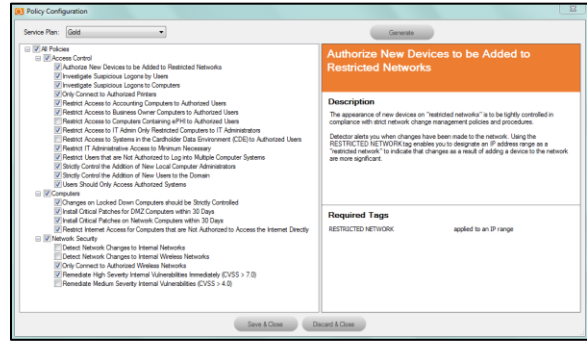 Policy Configuration
Service Plan: Gold
Generate
All Policies
Access Control
Authorize New Devices to be Added to Restricted Networks
Investigate Suspicious Logons by Users
Investigate Suspicious Logons to Computers
Only Connect to Authorized Printers
Restrict Access to Accounting Computers to Authorized Users
Restrict Access to Business Owner Computers to Authorized Users
Restrict Access to Computers Containing ePHI to Authorized Users
Restrict Access to IT Admin Only Restricted Computers to IT Administrators
Restrict Access to Systems in the Cardholder Data Environment (CDE) to Authorized Users
Restrict IT Administrative Access to Minimum Necessary
Restrict Users that are Not Authorized to Log into Multiple Computer Systems
Strictly Control the Addition of New Local Computer Administrators
Strictly Control the Addition of New Users to the Domain
Users Should Only Access Authorized Systems
Computers
Changes on Locked Down Computers should be Strictly Controlled
Install Critical Patches for DMZ Computers within 30 Days
Install Critical Patches on Network Computers within 30 Days
Restrict Internet Access for Computers that are Not Authorized to Access the Internet Directly
Network Security
Detect Network Changes to Internal Networks
Detect Network Changes to Internal Wireless Networks
Only Connect to Authorized Wireless Networks
Remediate High Severity Internal Vulnerabilities Immediately (CVSS > 7.0)
Remediate Medium Severity Internal Vulnerabilities (CVSS > 4.0)
Authorize New Devices to be Added to
Restricted Networks
Description
The appearance of new devices on "restricted networks" is to be tightly controlled in
compliance with strict network change management policies and procedures.
Detector alerts you when changes have been made to the network. Using the
RESTRICTED NETWORK tag enables you to designate an IP address range as a
"restricted network" to indicate that changes as a result of adding a device to the network
are more significant.
Required Tags
RESTRICTED NETWORK applied to an IP range
Save & Close
Discard & Close